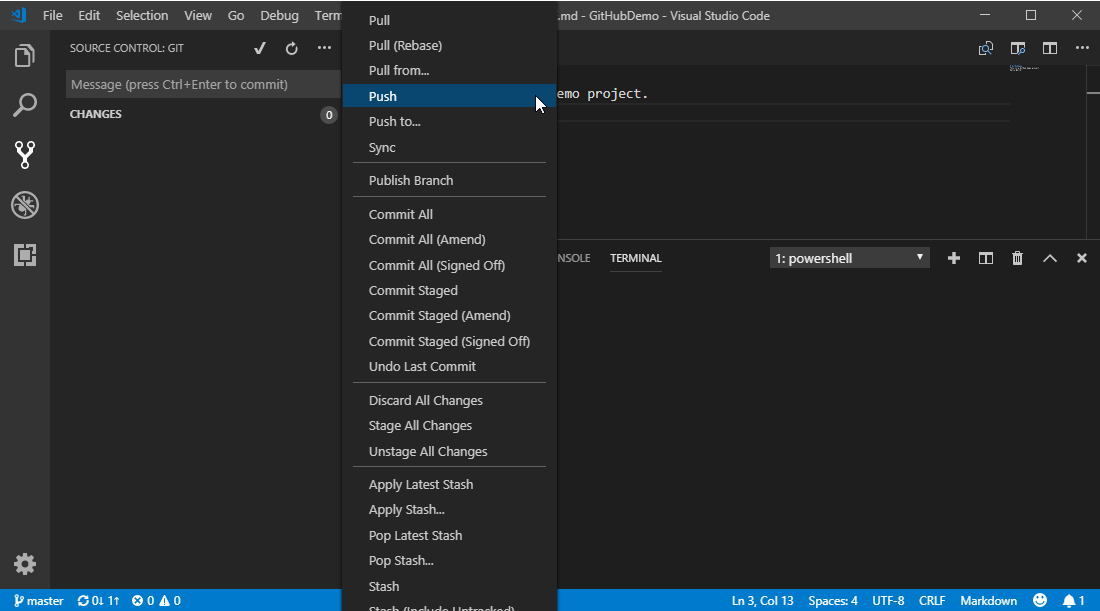 File Edit Selection View Go Debug Term
.md - GitHubDemo - Visual Studio Code
SOURCE CONTROL: GIT
Message (press Ctrl+Enter to commit)
CHANGES
0
Pull
Pull (Rebase)
Pull from...
Push
Push to...
Sync
Publish Branch
Commit All
Commit All (Amend)
Commit All (Signed Off)
Commit Staged
Commit Staged (Amend)
Commit Staged (Signed Off)
Undo Last Commit
Discard All Changes
Stage All Changes
Unstage All Changes
Apply Latest Stash
Apply Stash...
Pop Latest Stash
Pop Stash...
Stash
Stash (Include Untracked)
emo project.
NSOLE TERMINAL
1: powershell
master 0↓ 1↑ 0 0
Ln 3, Col 13 Spaces: 4 UTF-8 CRLF Markdown 1